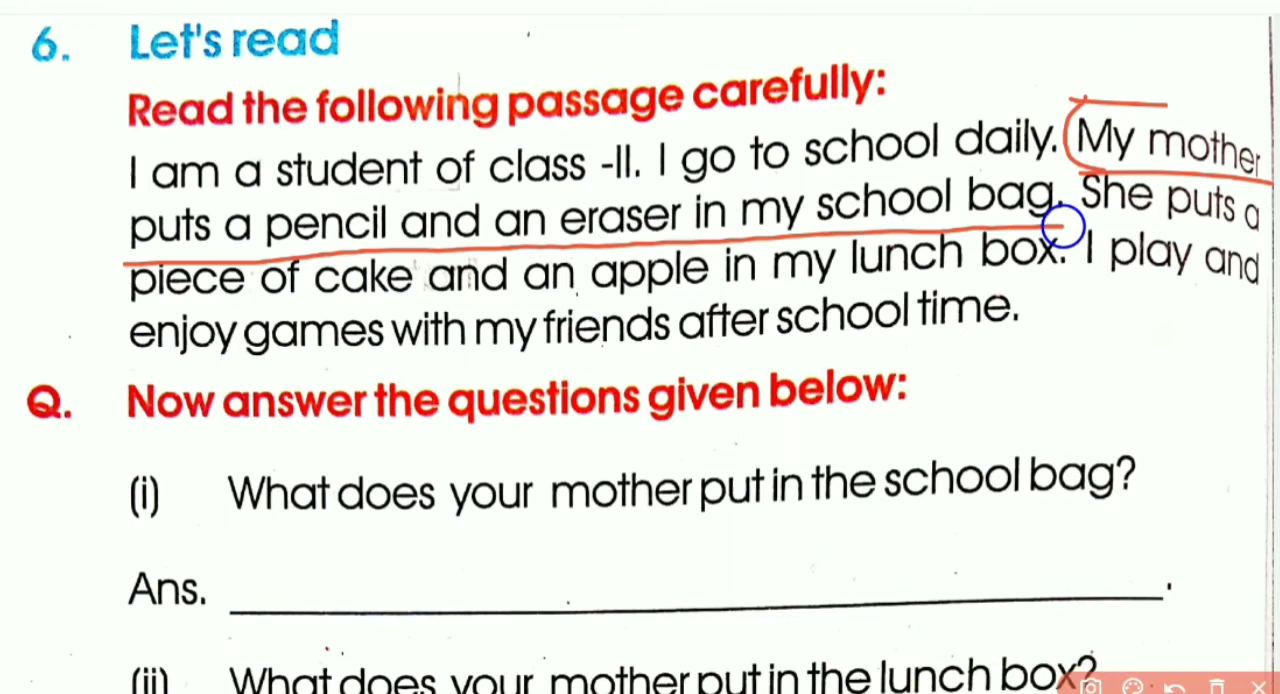 6. Let's read
Read the following passage carefully:
I am a student of class -II. I go to school daily. My mother
puts a pencil and an eraser in my school bag. She puts a
piece of cake and an apple in my lunch box. I play and
enjoy games with my friends after school time.
Q. Now answer the questions given below:
(i) What does your mother put in the school bag?
Ans. ____________________.
(ii) What does your mother put in the lunch box?